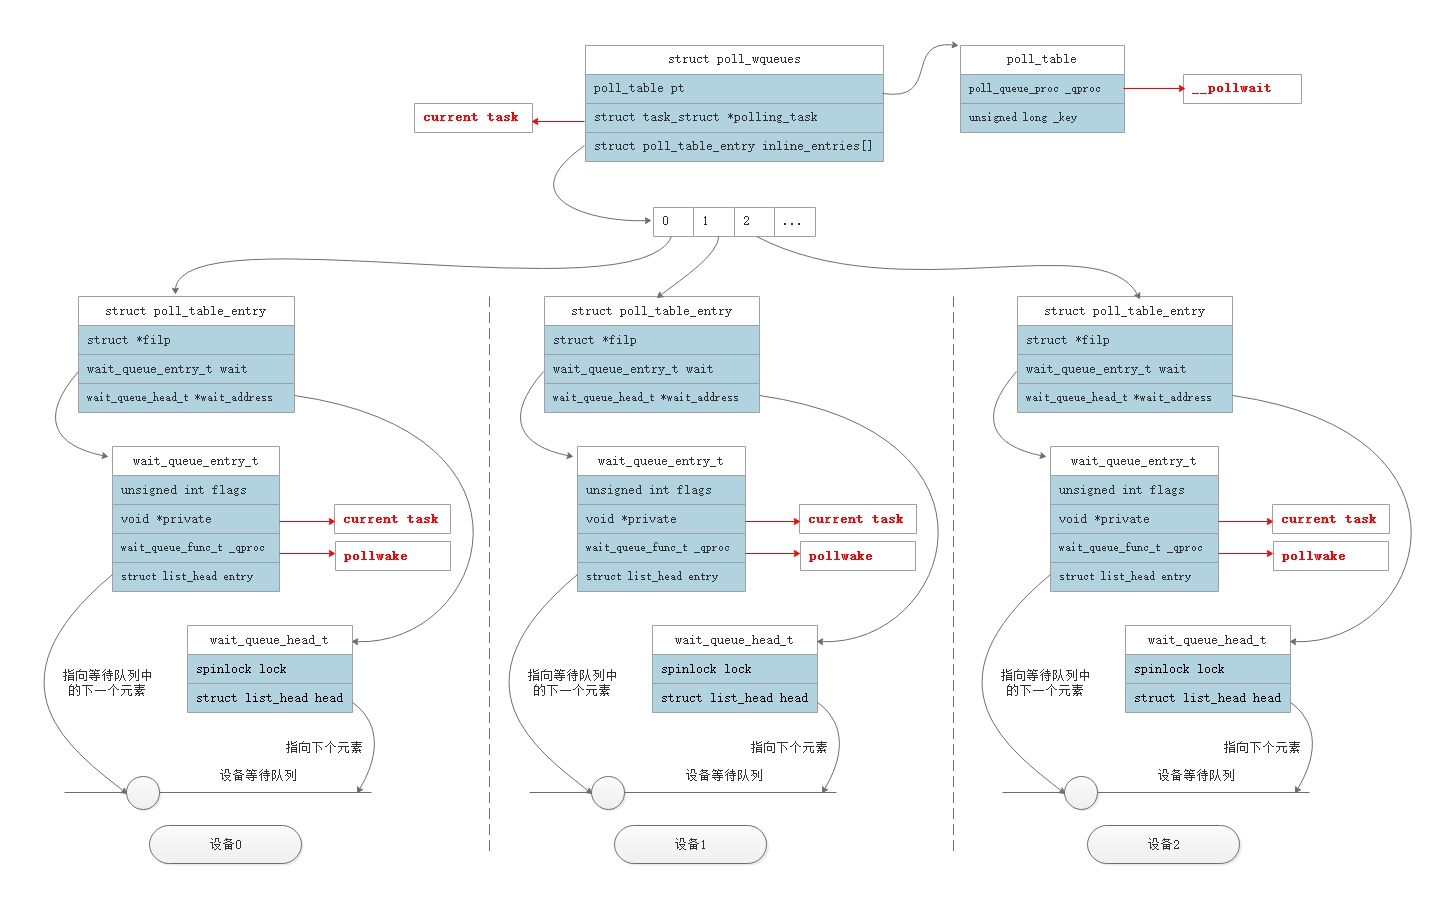 struct poll_wqueues
poll_table pt
struct task_struct *polling_task
struct poll_table_entry inline_entries[]
current task
poll_table
poll_queue_proc _qproc
unsigned long _key
__pollwait
0
1
2
...
struct poll_table_entry
struct *filp
wait_queue_entry_t wait
wait_queue_head_t *wait_address
wait_queue_entry_t
unsigned int flags
void *private
wait_queue_func_t _qproc
struct list_head entry
current task
pollwake
wait_queue_head_t
spinlock lock
struct list_head head
指向等待队列中
的下一个元素
指向下个元素
设备等待队列
设备0
struct poll_table_entry
struct *filp
wait_queue_entry_t wait
wait_queue_head_t *wait_address
wait_queue_entry_t
unsigned int flags
void *private
wait_queue_func_t _qproc
struct list_head entry
current task
pollwake
wait_queue_head_t
spinlock lock
struct list_head head
指向等待队列中
的下一个元素
指向下个元素
设备等待队列
设备1
struct poll_table_entry
struct *filp
wait_queue_entry_t wait
wait_queue_head_t *wait_address
wait_queue_entry_t
unsigned int flags
void *private
wait_queue_func_t _qproc
struct list_head entry
current task
pollwake
wait_queue_head_t
spinlock lock
struct list_head head
指向等待队列中
的下一个元素
指向下个元素
设备等待队列
设备2